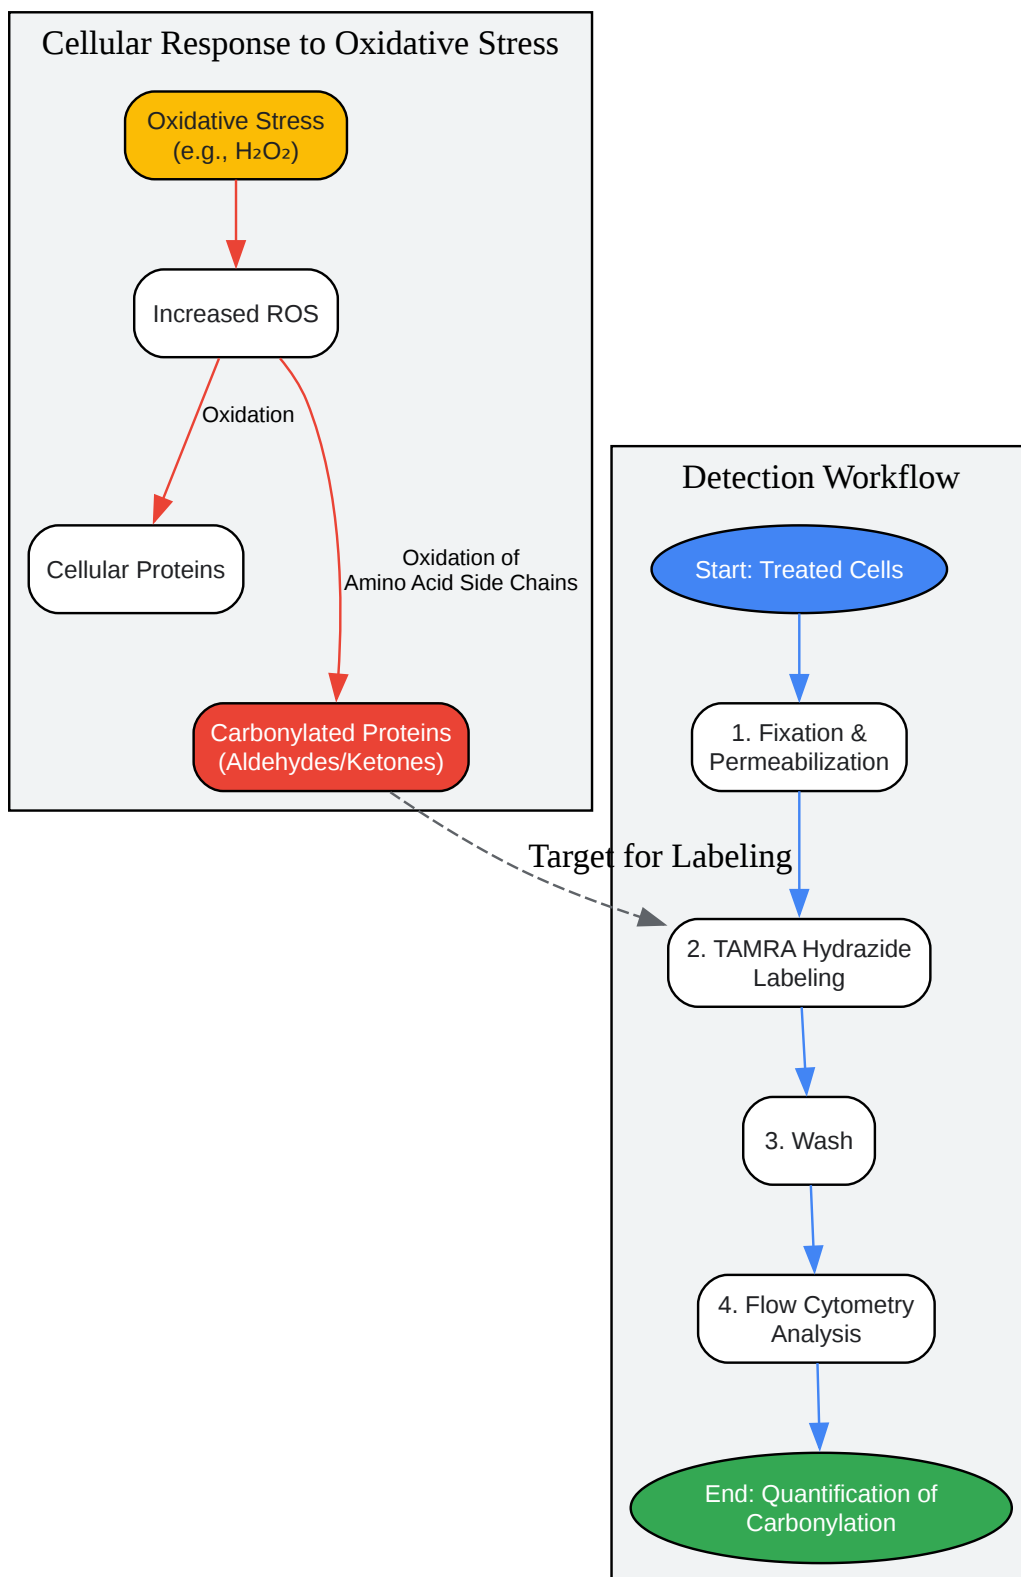 Cellular Response to Oxidative Stress
Oxidative Stress
(e.g., H₂O₂)
Increased ROS
Oxidation
Cellular Proteins
Oxidation of
Amino Acid Side Chains
Carbonylated Proteins
(Aldehydes/Ketones)
Target for Labeling
Detection Workflow
Start: Treated Cells
1. Fixation &
Permeabilization
2. TAMRA Hydrazide
Labeling
3. Wash
4. Flow Cytometry
Analysis
End: Quantification of
Carbonylation